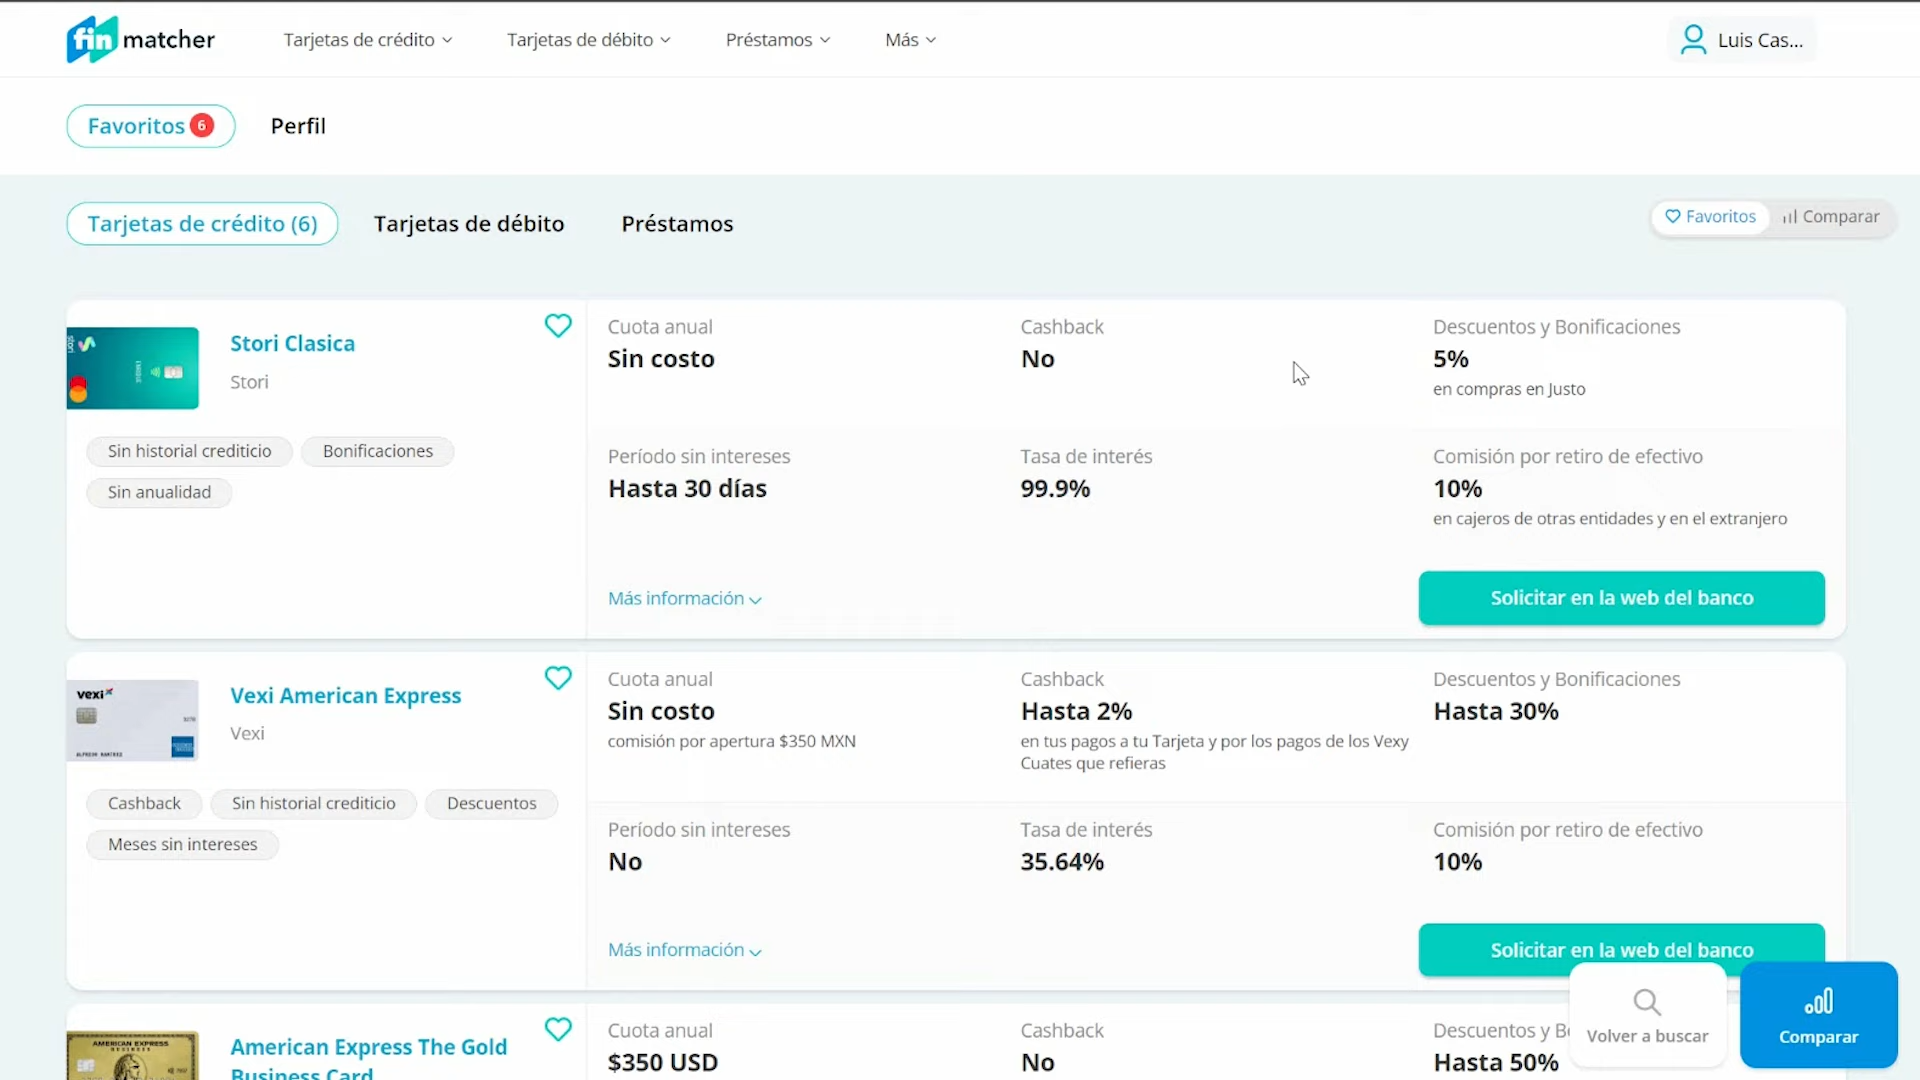 fin matcher
Tarjetas de crédito
Tarjetas de débito
Préstamos
Más
Luis Cas...
Favoritos 6
Perfil
Tarjetas de crédito (6)
Tarjetas de débito
Préstamos
Favoritos
Comparar
Stori Clasica
Stori
Sin historial crediticio
Bonificaciones
Sin anualidad
Cuota anual
Sin costo
Cashback
No
Descuentos y Bonificaciones
5%
en compras en Justo
Período sin intereses
Hasta 30 días
Tasa de interés
99.9%
Comisión por retiro de efectivo
10%
en cajeros de otras entidades y en el extranjero
Más información
Solicitar en la web del banco
vexi
Vexi American Express
Vexi
Cashback
Sin historial crediticio
Descuentos
Meses sin intereses
Cuota anual
Sin costo
comisión por apertura $350 MXN
Cashback
Hasta 2%
en tus pagos a tu Tarjeta y por los pagos de los Vexy
Cuates que refieras
Descuentos y Bonificaciones
Hasta 30%
Período sin intereses
No
Tasa de interés
35.64%
Comisión por retiro de efectivo
10%
Más información
Solicitar en la web del banco
AMERICAN EXPRESS
American Express The Gold
Business Card
Cuota anual
$350 USD
Cashback
No
Descuentos y B
Hasta 50%
Volver a buscar
Comparar